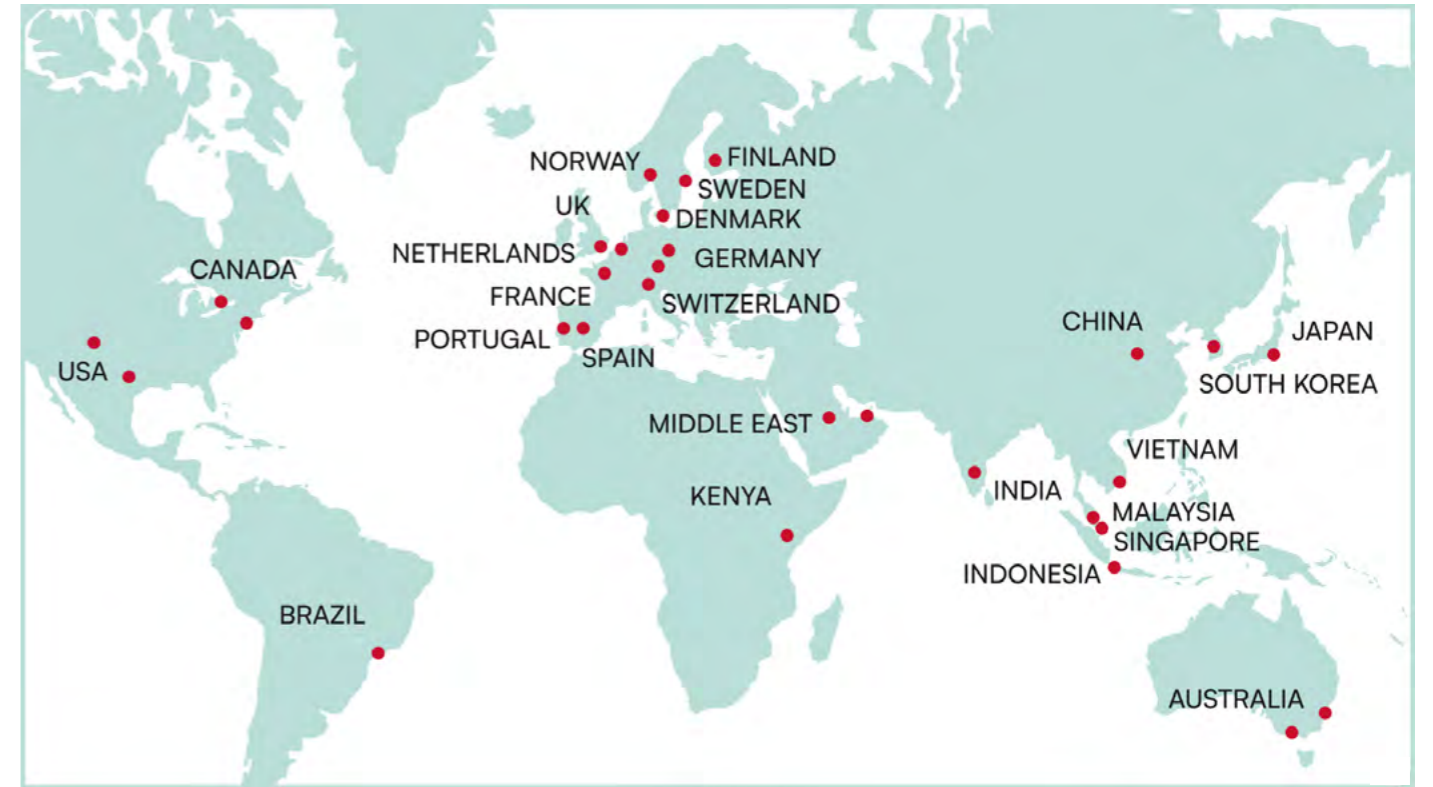 NORWAY
FINLAND
SWEDEN
UK
DENMARK
NETHERLANDS
GERMANY
CANADA
FRANCE
SWITZERLAND
PORTUGAL
SPAIN
USA
CHINA
JAPAN
SOUTH KOREA
MIDDLE EAST
VIETNAM
KENYA
INDIA
MALAYSIA
SINGAPORE
INDONESIA
BRAZIL
AUSTRALIA